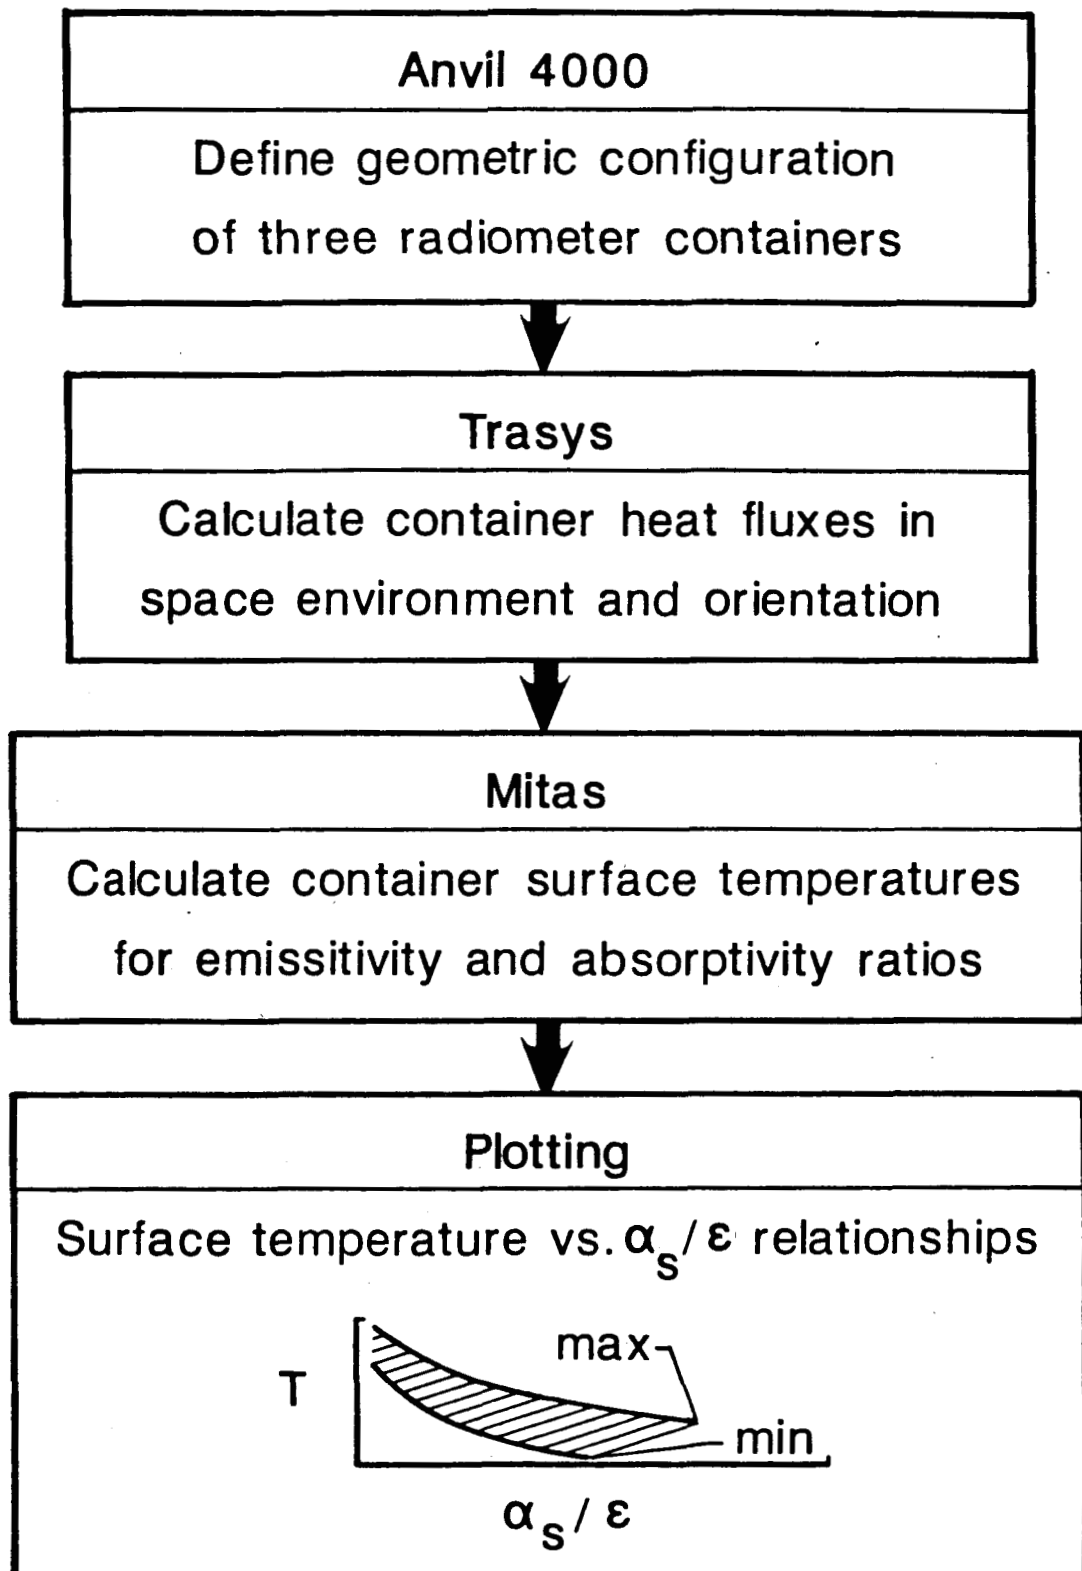 Anvil 4000
Define geometric configuration
of three radiometer containers
Trasys
Calculate container heat fluxes in
space environment and orientation
Mitas
Calculate container surface temperatures
for emissitivity and absorptivity ratios
Plotting
Surface temperature vs. αs/ε relationships
max
T
min
αs/ε